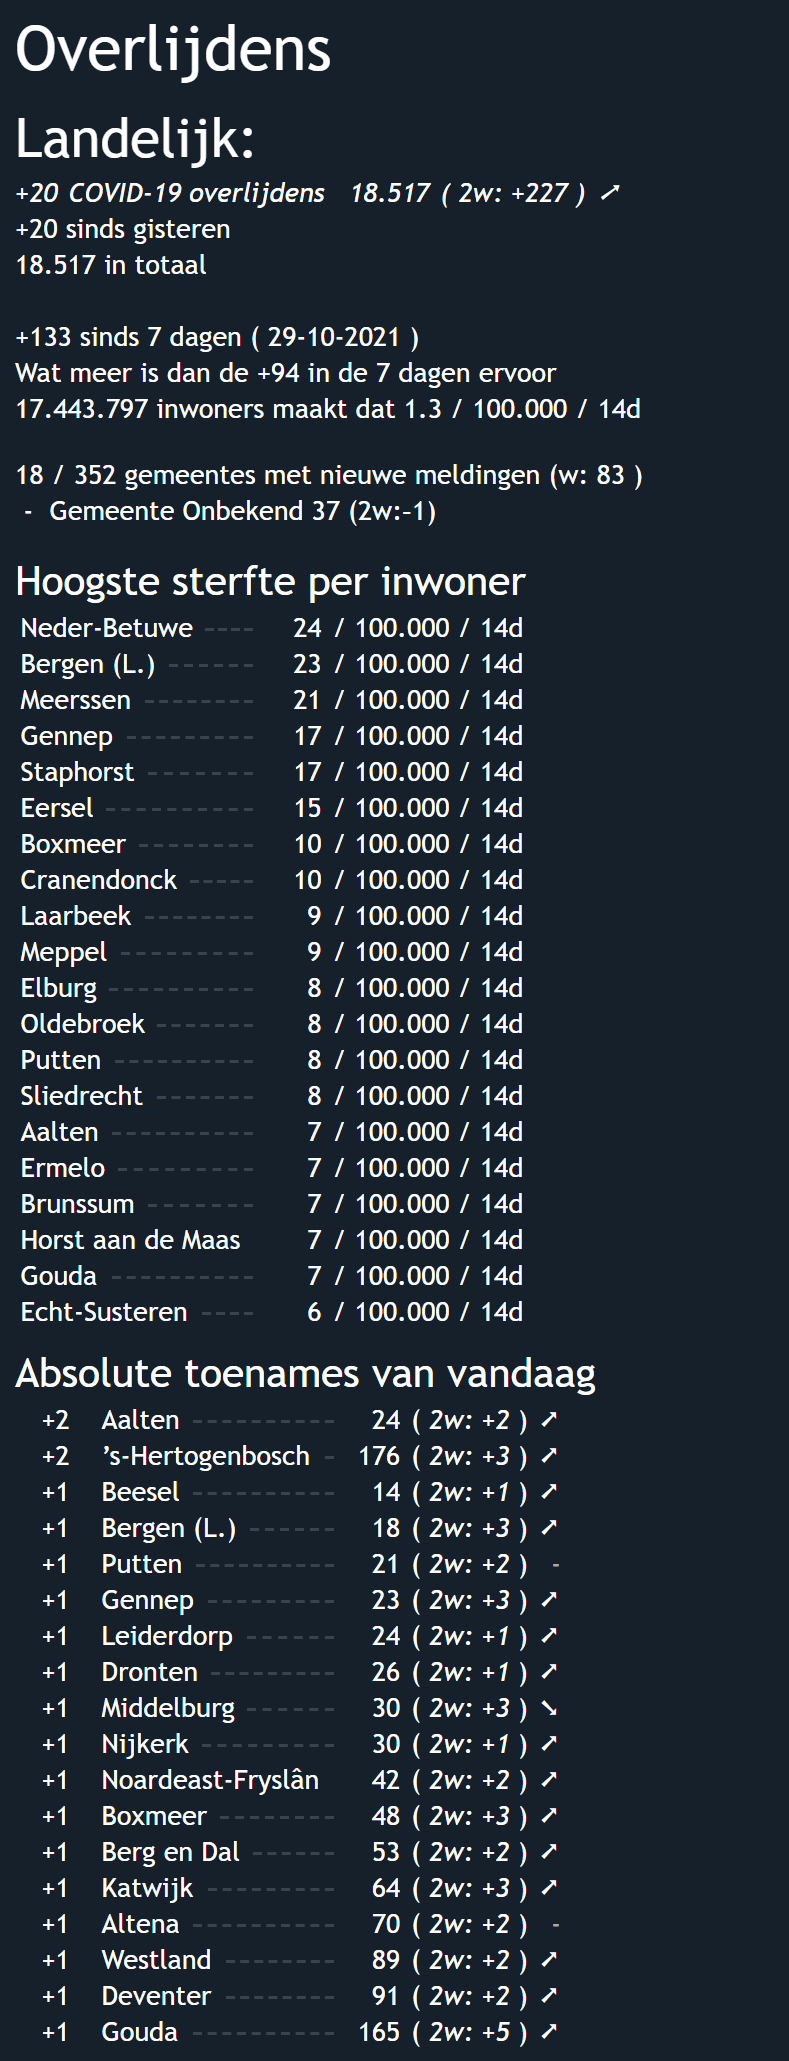 Overlijdens
Landelijk:
+20 COVID-19 overlijdens 18.517 ( 2w: +227 ) ➚
+20 sinds gisteren
18.517 in totaal
+133 sinds 7 dagen ( 29-10-2021 )
Wat meer is dan de +94 in de 7 dagen ervoor
17.443.797 inwoners maakt dat 1.3 / 100.000 / 14d
18 / 352 gemeentes met nieuwe meldingen (w: 83 )
- Gemeente Onbekend 37 (2w:-1)
Hoogste sterfte per inwoner
Neder-Betuwe ---- 24 / 100.000 / 14d
Bergen (L.) ------ 23 / 100.000 / 14d
Meerssen -------- 21 / 100.000 / 14d
Gennep --------- 17 / 100.000 / 14d
Staphorst ------- 17 / 100.000 / 14d
Eersel ---------- 15 / 100.000 / 14d
Boxmeer -------- 10 / 100.000 / 14d
Cranendonck ----- 10 / 100.000 / 14d
Laarbeek -------- 9 / 100.000 / 14d
Meppel --------- 9 / 100.000 / 14d
Elburg ---------- 8 / 100.000 / 14d
Oldebroek ------- 8 / 100.000 / 14d
Putten ---------- 8 / 100.000 / 14d
Sliedrecht ------- 8 / 100.000 / 14d
Aalten ---------- 7 / 100.000 / 14d
Ermelo --------- 7 / 100.000 / 14d
Brunssum ------- 7 / 100.000 / 14d
Horst aan de Maas 7 / 100.000 / 14d
Gouda ---------- 7 / 100.000 / 14d
Echt-Susteren ---- 6 / 100.000 / 14d
Absolute toenames van vandaag
+2 Aalten ---------- 24 ( 2w: +2 ) ➚
+2 ’s-Hertogenbosch - 176 ( 2w: +3 ) ➚
+1 Beesel ---------- 14 ( 2w: +1 ) ➚
+1 Bergen (L.) ------ 18 ( 2w: +3 ) ➚
+1 Putten ---------- 21 ( 2w: +2 ) -
+1 Gennep --------- 23 ( 2w: +3 ) ➚
+1 Leiderdorp ------ 24 ( 2w: +1 ) ➚
+1 Dronten --------- 26 ( 2w: +1 ) ➚
+1 Middelburg ------ 30 ( 2w: +3 ) ➘
+1 Nijkerk ---------- 30 ( 2w: +1 ) ➚
+1 Noardeast-Fryslân 42 ( 2w: +2 ) ➚
+1 Boxmeer -------- 48 ( 2w: +3 ) ➚
+1 Berg en Dal ------ 53 ( 2w: +2 ) ➚
+1 Katwijk --------- 64 ( 2w: +3 ) ➚
+1 Altena ---------- 70 ( 2w: +2 ) -
+1 Westland -------- 89 ( 2w: +2 ) ➚
+1 Deventer -------- 91 ( 2w: +2 ) ➚
+1 Gouda ---------- 165 ( 2w: +5 ) ➚